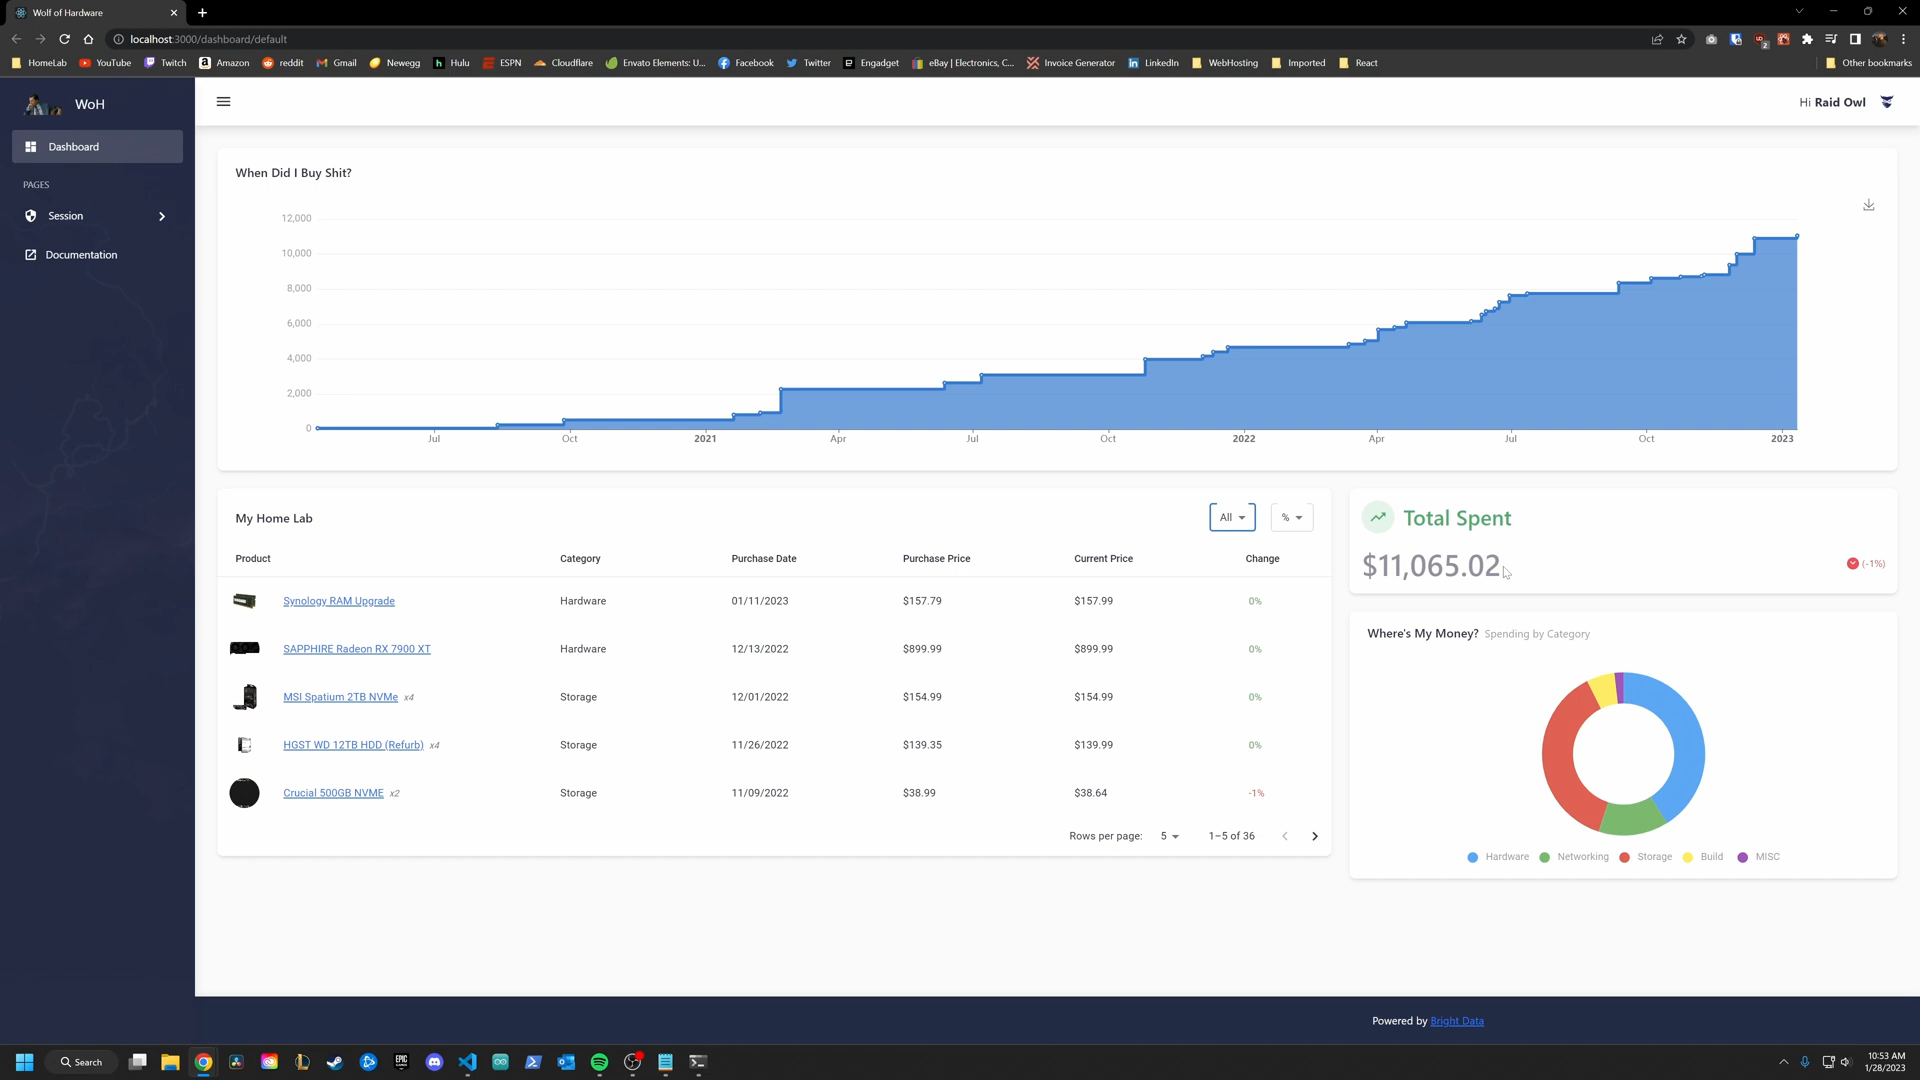 Wolf of Hardware
localhost:3000/dashboard/default
HomeLab YouTube Twitch Amazon reddit Gmail Newegg Hulu ESPN Cloudflare Envato Elements: U... Facebook Twitter Engadget eBay | Electronics, C... Invoice Generator LinkedIn WebHosting Imported React Other bookmarks
WoH
Hi Raid Owl
Dashboard
PAGES
Session
Documentation
When Did I Buy Shit?
12,000
10,000
8,000
6,000
4,000
2,000
0
Jul Oct 2021 Apr Jul Oct 2022 Apr Jul Oct 2023
My Home Lab All %
Product Category Purchase Date Purchase Price Current Price Change
Synology RAM Upgrade Hardware 01/11/2023 $157.79 $157.99 0%
SAPPHIRE Radeon RX 7900 XT Hardware 12/13/2022 $899.99 $899.99 0%
MSI Spatium 2TB NVMe x4 Storage 12/01/2022 $154.99 $154.99 0%
HGST WD 12TB HDD (Refurb) x4 Storage 11/26/2022 $139.35 $139.99 0%
Crucial 500GB NVME x2 Storage 11/09/2022 $38.99 $38.64 -1%
Rows per page: 5 1–5 of 36
Total Spent
$11,065.02 (-1%)
Where's My Money? Spending by Category
Hardware Networking Storage Build MISC
Powered by Bright Data
Search
EPIC
10:53 AM
1/28/2023